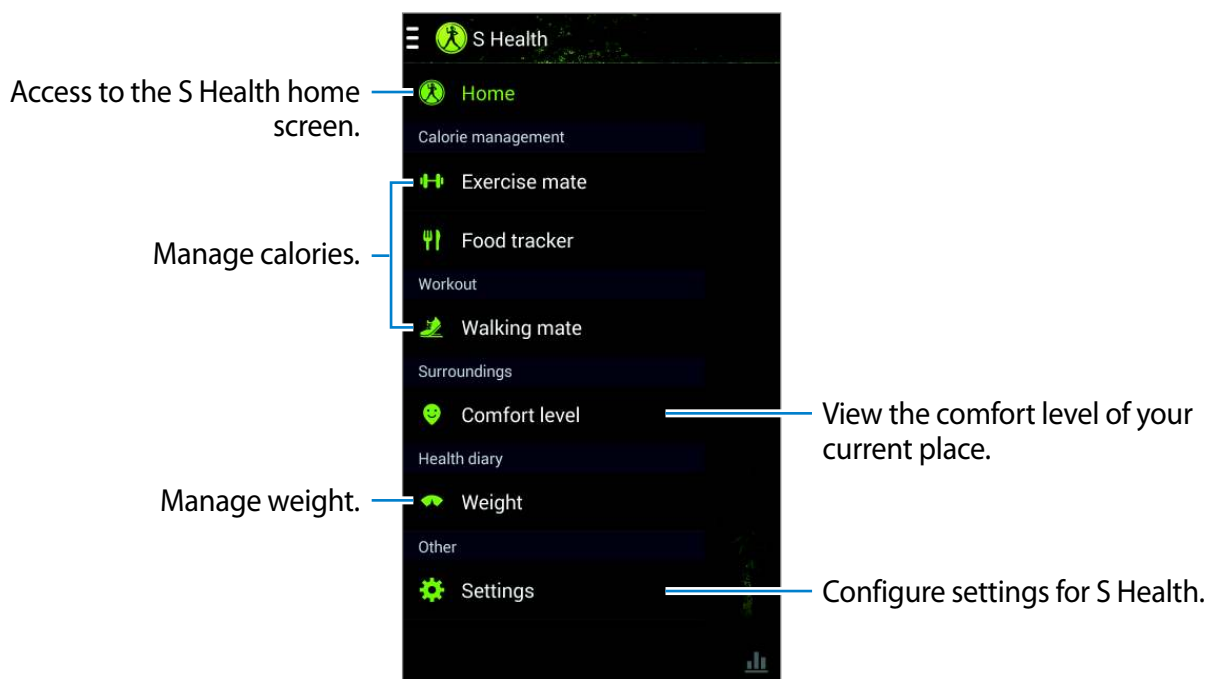 S Health
Access to the S Health home
screen.
Home
Calorie management
Exercise mate
Manage calories.
Food tracker
Workout
Walking mate
Surroundings
Comfort level
View the comfort level of your
current place.
Health diary
Manage weight.
Weight
Other
Settings
Configure settings for S Health.